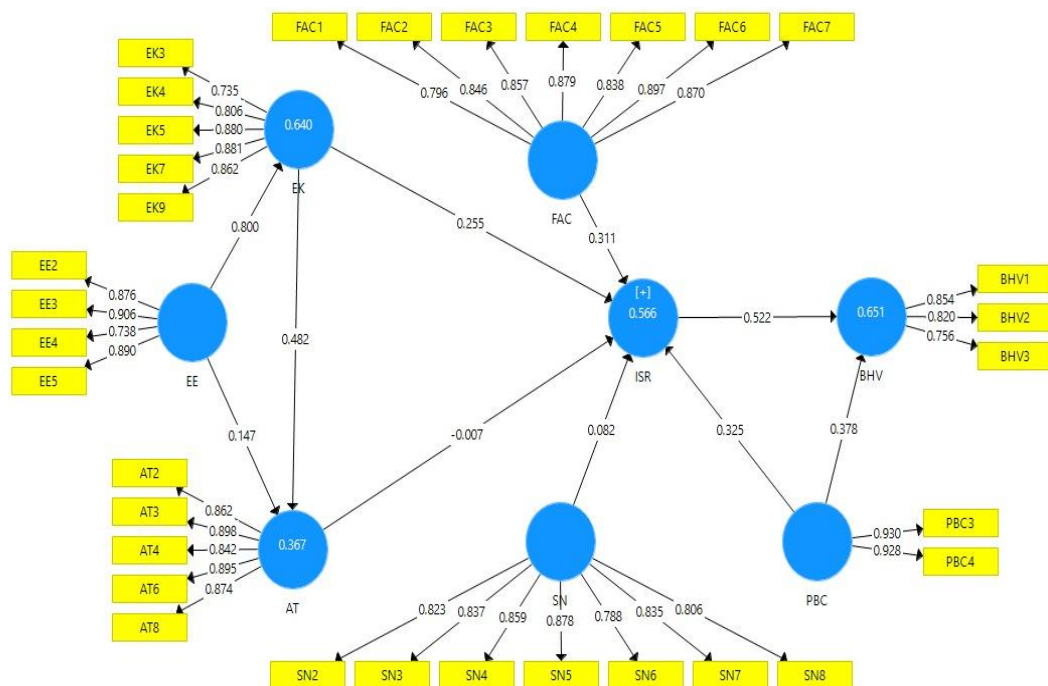 FAC1 FAC2 FAC3 FAC4 FAC5 FAC6 FAC7
0.796 0.846 0.857 0.879 0.838 0.897 0.870
FAC
EK3
EK4
EK5
EK7
EK9
0.735
0.806
0.880
0.881
0.862
0.640
EK
0.800
0.255
0.311
0.482
EE2
EE3
EE4
EE5
0.876
0.906
0.738
0.890
EE
0.147
[+]
0.566
ISR
0.522
0.651
BHV
0.854
0.820
0.756
BHV1
BHV2
BHV3
-0.007
0.082
0.325
0.378
AT2
AT3
AT4
AT6
AT8
0.862
0.898
0.842
0.895
0.874
0.367
AT
SN
PBC
0.930
0.928
PBC3
PBC4
0.823 0.837 0.859 0.878 0.788 0.835 0.806
SN2 SN3 SN4 SN5 SN6 SN7 SN8